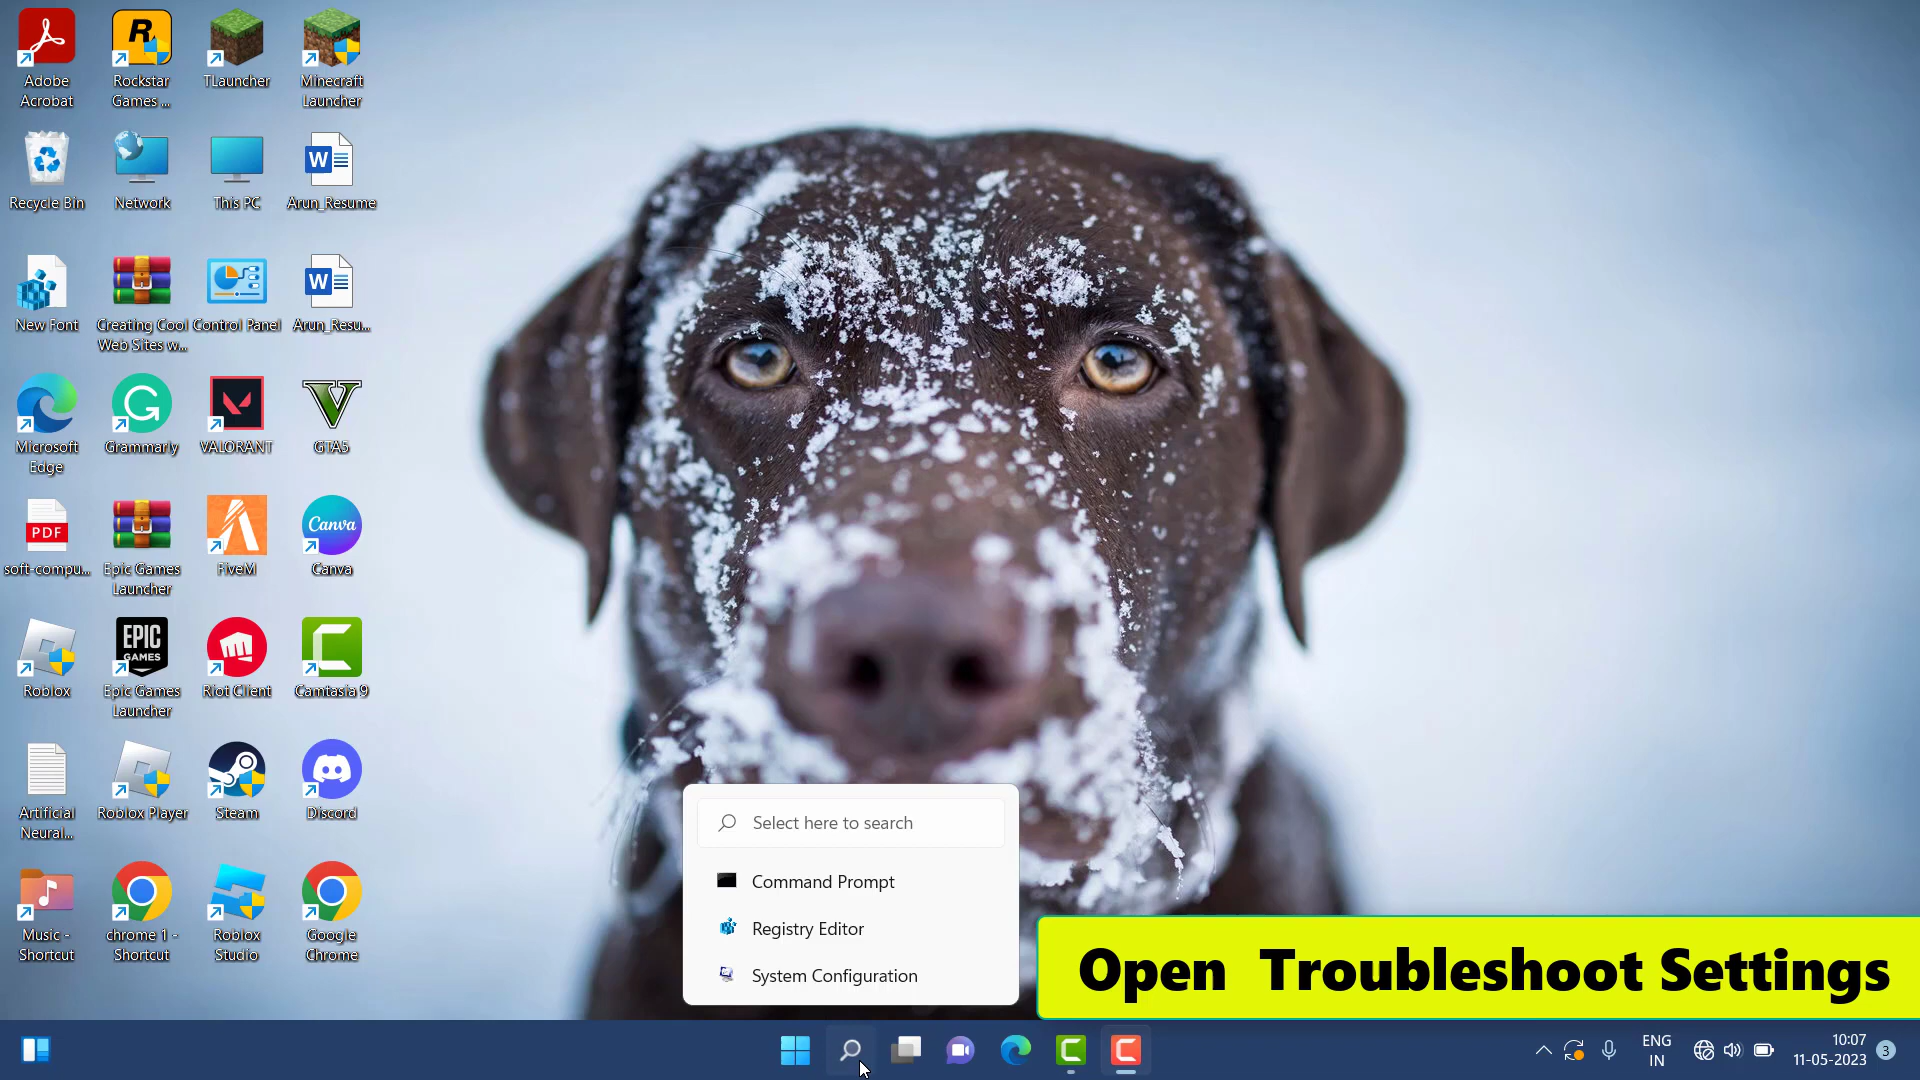 Adobe
Acrobat
Rockstar
Games ...
TLauncher
Minecraft
Launcher
Recycle Bin
Network
This PC
Arun_Resume
New Font
Creating Cool
Web Sites w...
Control Panel
Arun_Resu...
Microsoft
Edge
Grammarly
VALORANT
GTA5
PDF
soft-compu...
Epic Games
Launcher
FiveM
Canva
Canva
Roblox
EPIC
GAMES
Epic Games
Launcher
Riot Client
Camtasia 9
Artificial
Neural...
Roblox Player
Steam
Discord
Music -
Shortcut
chrome 1 -
Shortcut
Roblox
Studio
Google
Chrome
Select here to search
Command Prompt
Registry Editor
System Configuration
Open Troubleshoot Settings
ENG
IN
10:07
11-05-2023
3